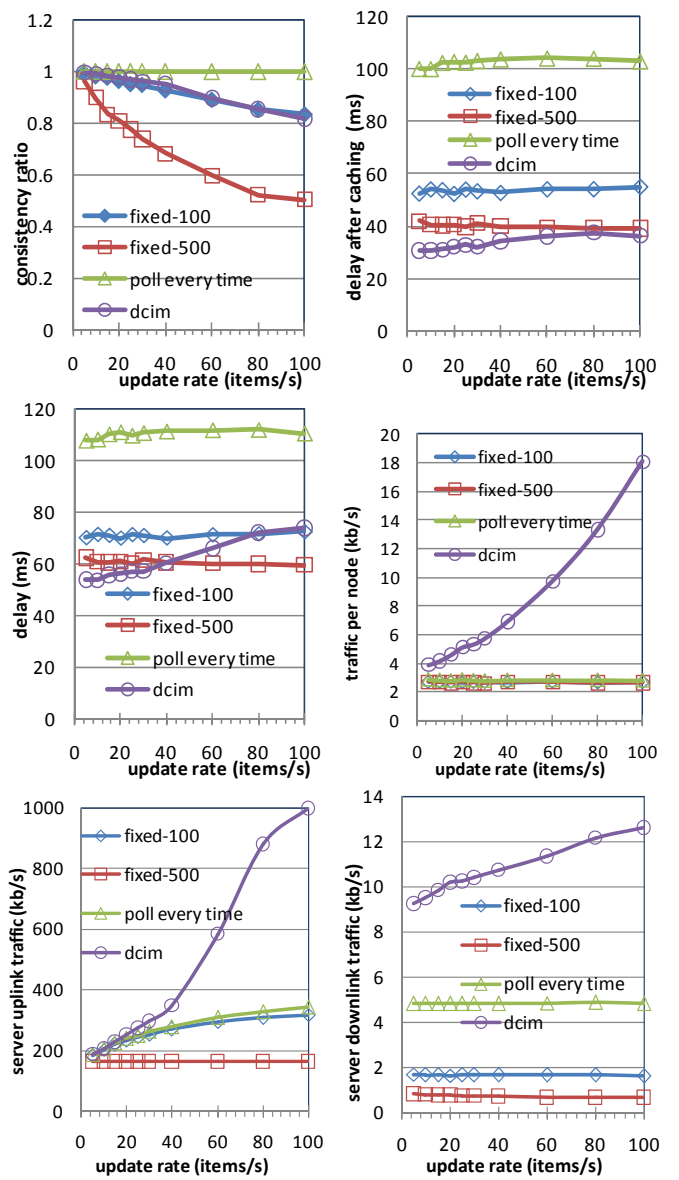 1.2
1
0.8
0.6
0.4
0.2
0
consistency ratio
fixed-100
fixed-500
poll every time
dcim
0 20 40 60 80 100
update rate (items/s)
120
100
80
60
40
20
0
delay after caching (ms)
fixed-100
fixed-500
poll every time
dcim
0 20 40 60 80 100
update rate (items/s)
120
100
80
60
40
20
0
delay (ms)
fixed-100
fixed-500
poll every time
dcim
0 20 40 60 80 100
update rate (items/s)
20
18
16
14
12
10
8
6
4
2
0
traffic per node (kb/s)
fixed-100
fixed-500
poll every time
dcim
0 20 40 60 80 100
update rate (items/s)
1000
800
600
400
200
0
server uplink traffic (kb/s)
fixed-100
fixed-500
poll every time
dcim
0 20 40 60 80 100
update rate (items/s)
14
12
10
8
6
4
2
0
server downlink traffic (kb/s)
fixed-100
fixed-500
poll every time
dcim
0 20 40 60 80 100
update rate (items/s)